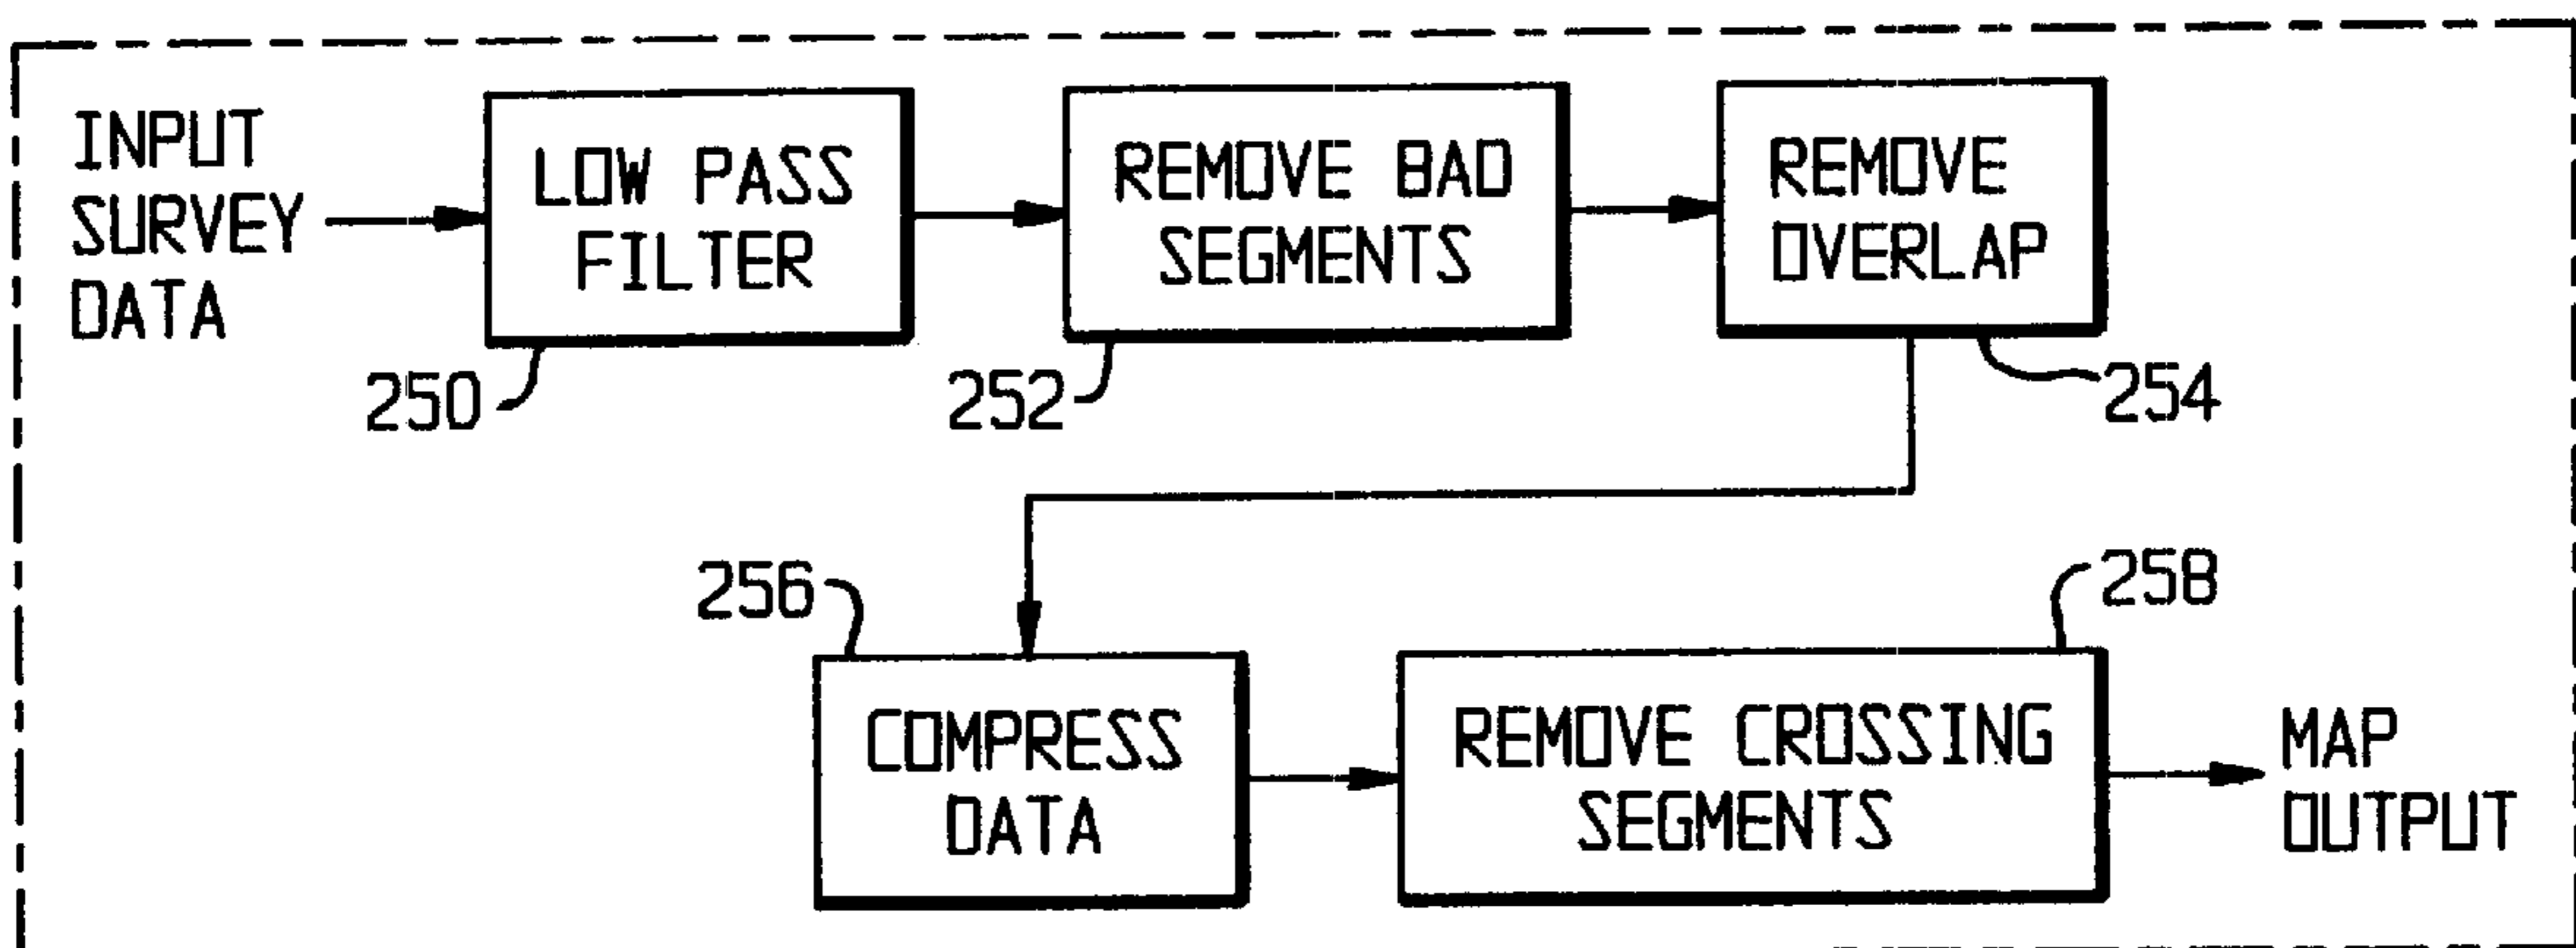 INPUT
SURVEY
DATA
LOW PASS
FILTER
250
REMOVE BAD
SEGMENTS
252
REMOVE
OVERLAP
254
256
COMPRESS
DATA
258
REMOVE CROSSING
SEGMENTS
MAP
OUTPUT